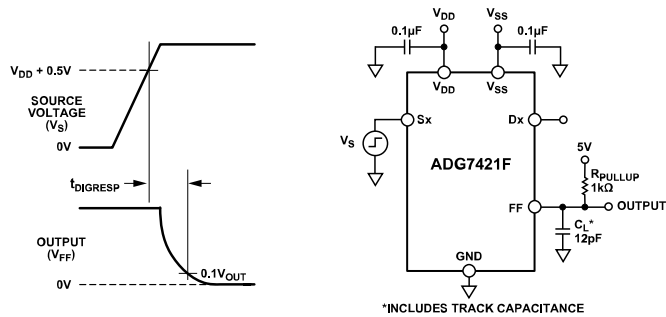 VDD + 0.5V
SOURCE
VOLTAGE
(VS)
0V
tDIGRESP
OUTPUT
(VFF)
0.1VOUT
0V
VDD
VSS
0.1µF
0.1µF
VDD
VSS
Sx
Dx
VS
ADG7421F
5V
RPULLUP
1kΩ
FF
OUTPUT
CL*
12pF
GND
*INCLUDES TRACK CAPACITANCE